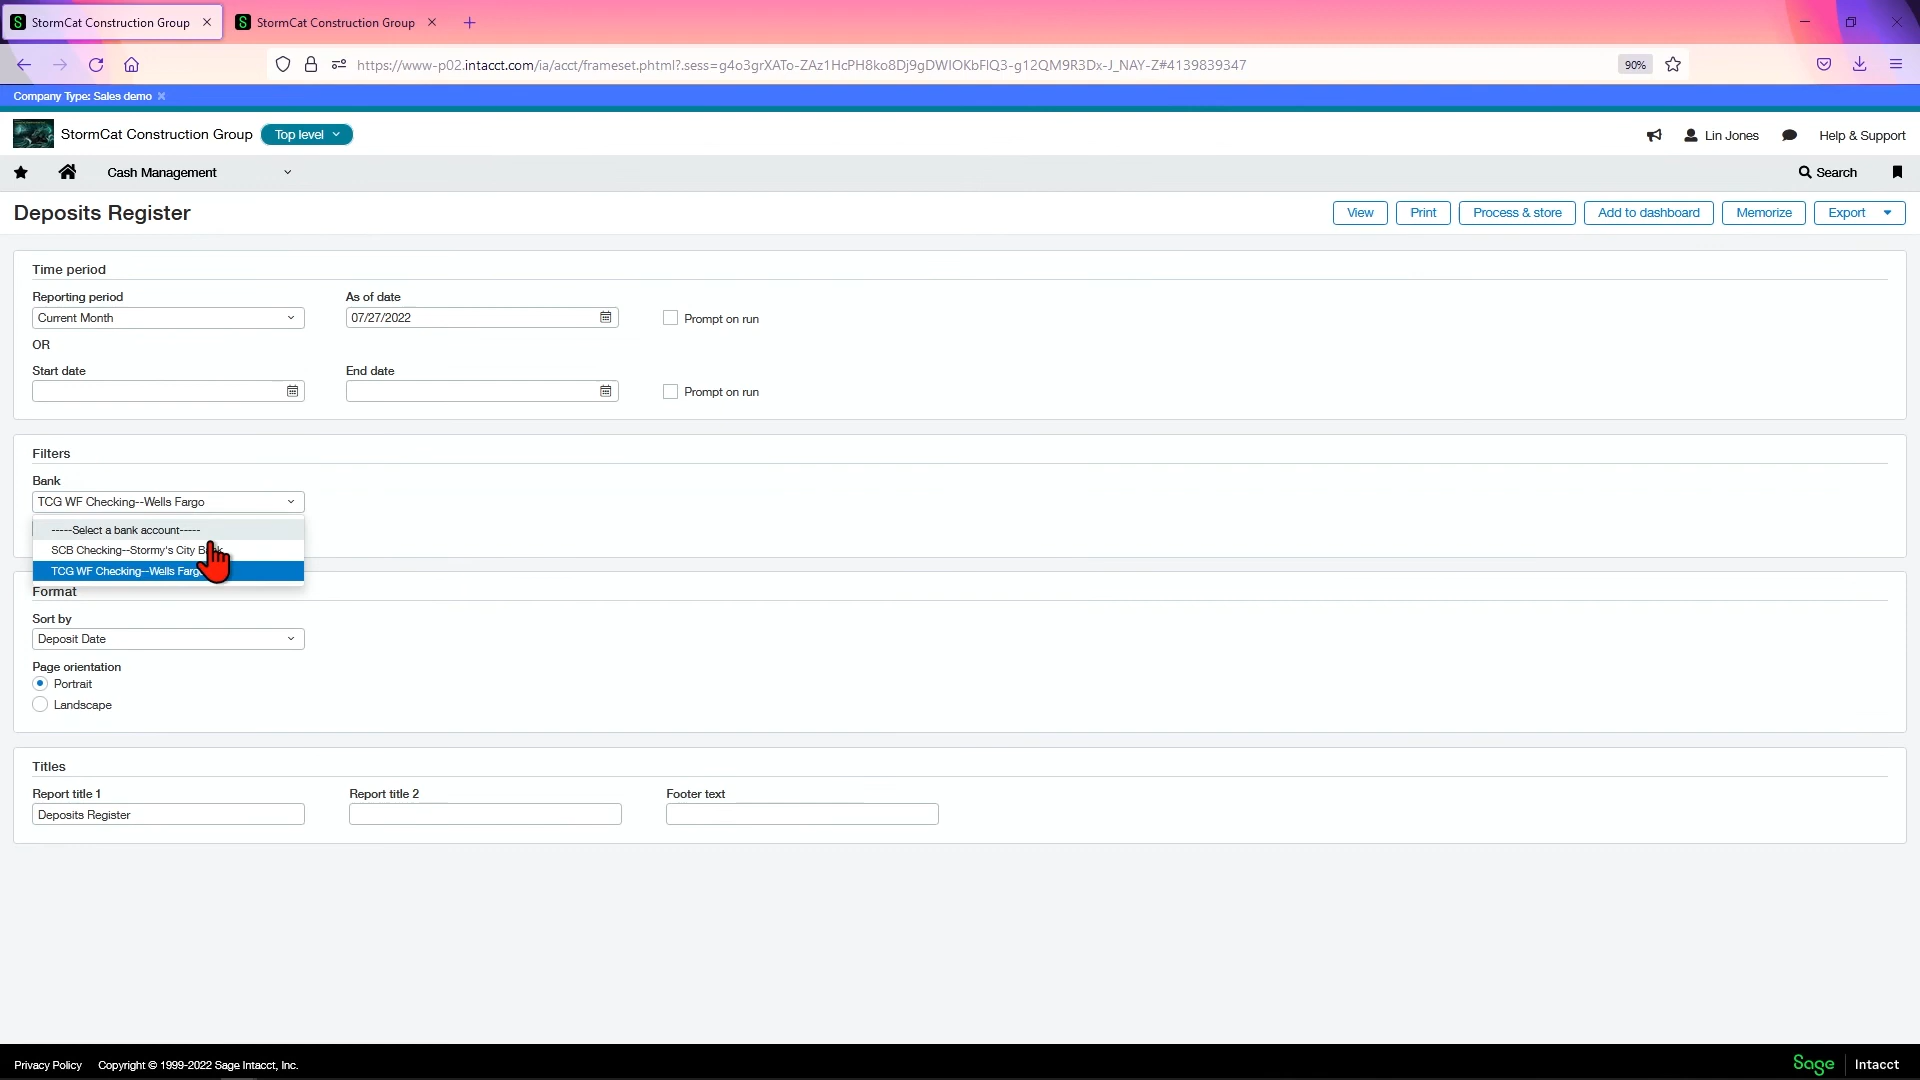 StormCat Construction Group
StormCat Construction Group
https://www-p02.intacct.com/ia/acct/frameset.phtml?.sess=g4o3grXATo-ZAz1HcPH8ko8Dj9gDWIOKbFlQ3-g12QM9R3Dx-J_NAY-Z#4139839347
90%
Company Type: Sales demo
StormCat Construction Group
Top level
Lin Jones
Help & Support
Cash Management
Search
Deposits Register
View
Print
Process & store
Add to dashboard
Memorize
Export
Time period
Reporting period
As of date
Current Month
07/27/2022
Prompt on run
OR
Start date
End date
Prompt on run
Filters
Bank
TCG WF Checking--Wells Fargo
-----Select a bank account-----
SCB Checking--Stormy's City Bank
TCG WF Checking--Wells Fargo
Format
Sort by
Deposit Date
Page orientation
Portrait
Landscape
Titles
Report title 1
Report title 2
Footer text
Deposits Register
Privacy Policy
Copyright © 1999-2022 Sage Intacct, Inc.
Sage
Intacct